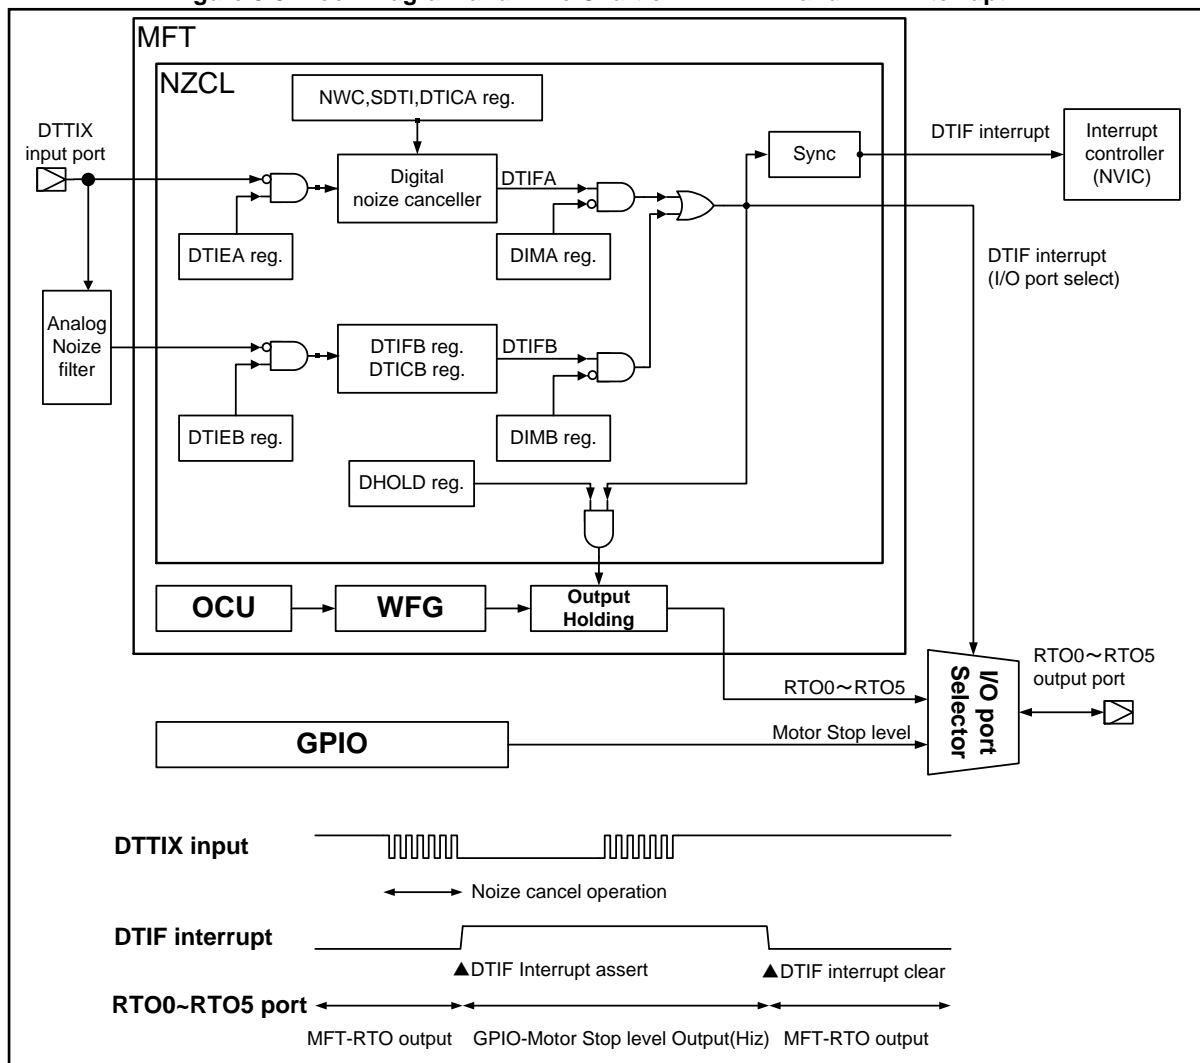 MFT
NZCL
NWC,SDTI,DTICA reg.
DTTIX
input port
Digital
noize canceller
DTIFA
DTIEA reg.
DIMA reg.
Sync
DTIF interrupt
Interrupt
controller
(NVIC)
DTIF interrupt
(I/O port select)
Analog
Noize
filter
DTIFB reg.
DTICB reg.
DTIFB
DTIEB reg.
DIMB reg.
DHOLD reg.
OCU
WFG
Output
Holding
RTO0～RTO5
I/O port
Selector
RTO0～RTO5
output port
GPIO
Motor Stop level
DTTIX input
Noize cancel operation
DTIF interrupt
▲DTIF Interrupt assert
▲DTIF interrupt clear
RTO0~RTO5 port
MFT-RTO output
GPIO-Motor Stop level Output(Hiz)
MFT-RTO output